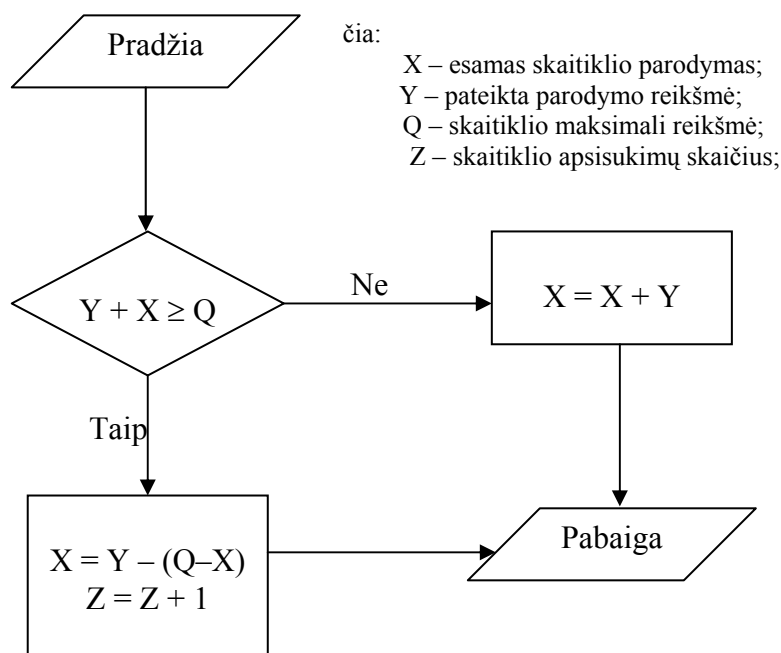 Pradžia
čia:
X – esamas skaitiklio parodymas;
Y – pateikta parodymo reikšmė;
Q – skaitiklio maksimali reikšmė;
Z – skaitiklio apsisukimų skaičius;
Y + X ≥ Q
Ne
X = X + Y
Taip
X = Y – (Q–X)
Z = Z + 1
Pabaiga